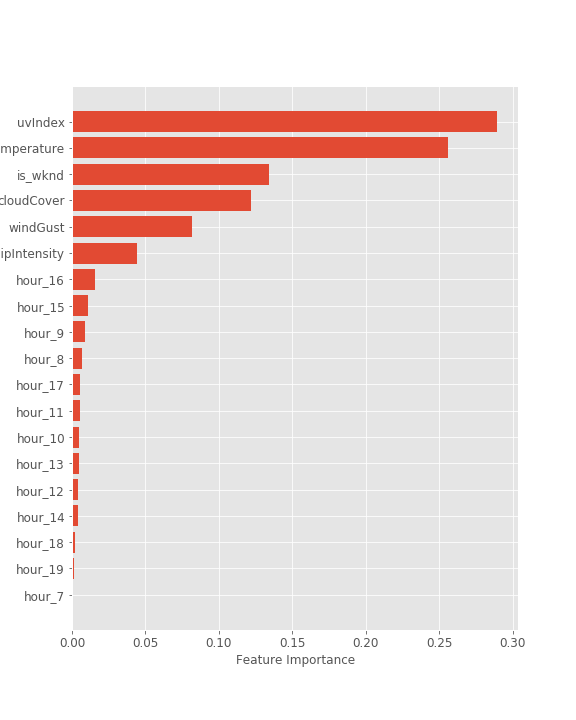 uvIndex
mperature
is_wknd
cloudCover
windGust
ipIntensity
hour_16
hour_15
hour_9
hour_8
hour_17
hour_11
hour_10
hour_13
hour_12
hour_14
hour_18
hour_19
hour_7
0.00 0.05 0.10 0.15 0.20 0.25 0.30
Feature Importance